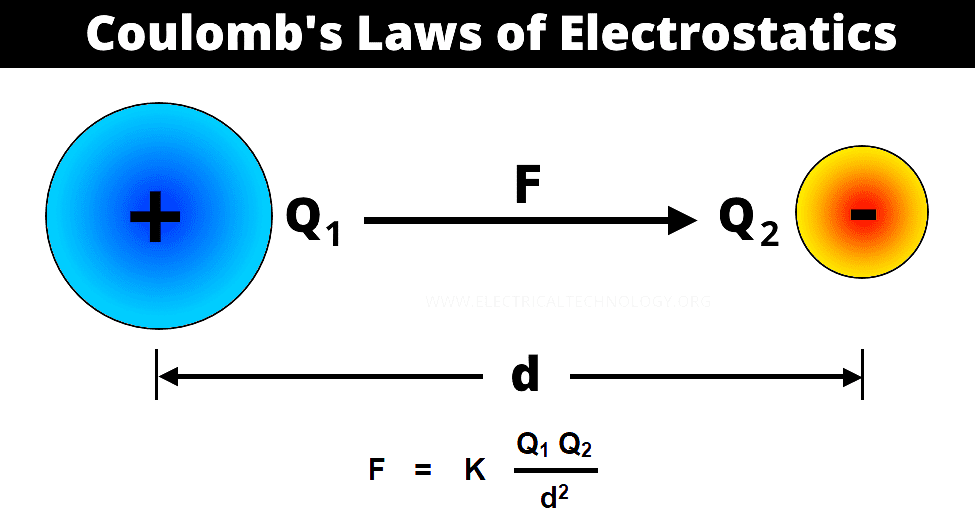 Coulomb's Laws of Electrostatics
+ Q₁ F Q₂ -
WWW.ELECTRICALTECHNOLOGY.ORG
d
F = K Q₁ Q₂
d²